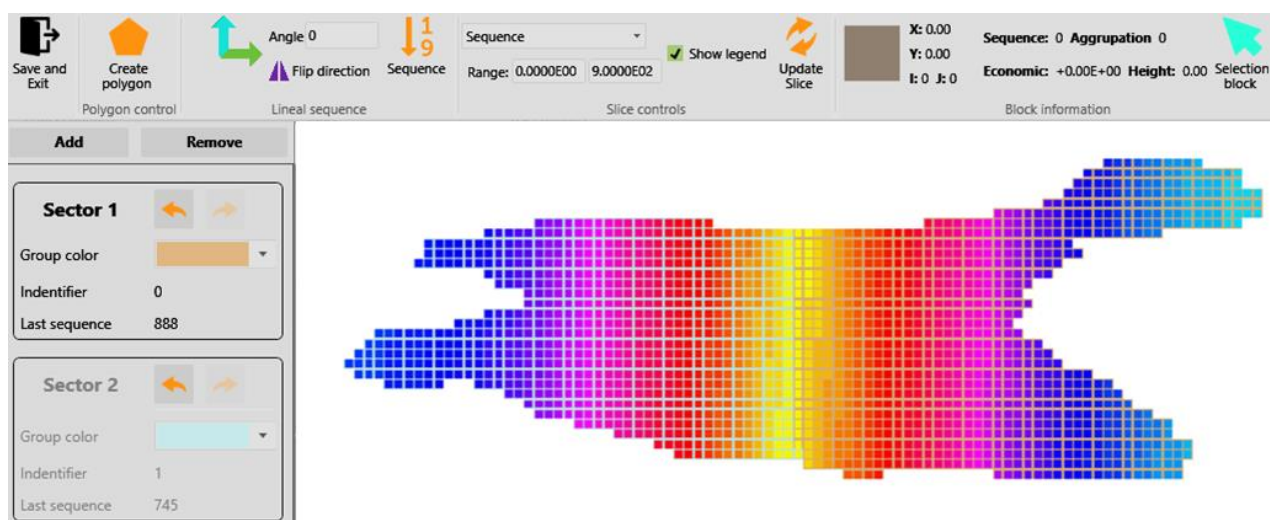 Save and Exit
Create polygon
Polygon control
Angle 0
Flip direction
1
9
Sequence
Lineal sequence
Sequence
Range: 0.0000E00 9.0000E02
Show legend
Update Slice
Slice controls
X: 0.00
Y: 0.00
I: 0 J: 0
Sequence: 0 Aggrupation 0
Economic: +0.00E+00 Height: 0.00
Selection block
Block information
Add
Remove
Sector 1
Group color
Indentifier 0
Last sequence 888
Sector 2
Group color
Indentifier 1
Last sequence 745